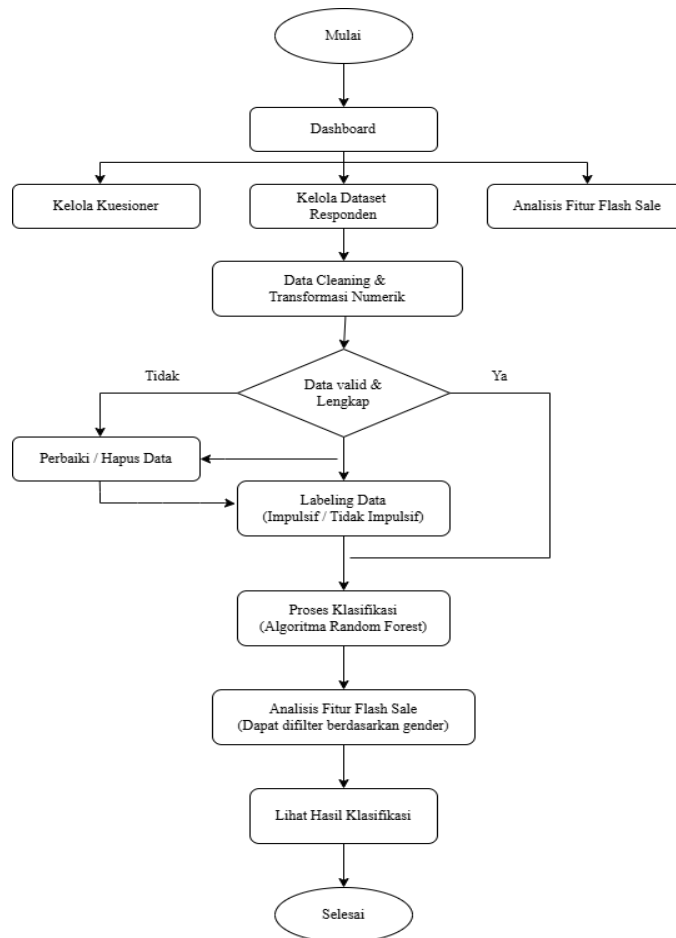 Mulai
Dashboard
Kelola Kuesioner
Kelola Dataset
Responden
Analisis Fitur Flash Sale
Data Cleaning &
Transformasi Numerik
Tidak
Data valid &
Lengkap
Ya
Perbaiki / Hapus Data
Labeling Data
(Impulsif / Tidak Impulsif)
Proses Klasifikasi
(Algoritma Random Forest)
Analisis Fitur Flash Sale
(Dapat difilter berdasarkan gender)
Lihat Hasil Klasifikasi
Selesai